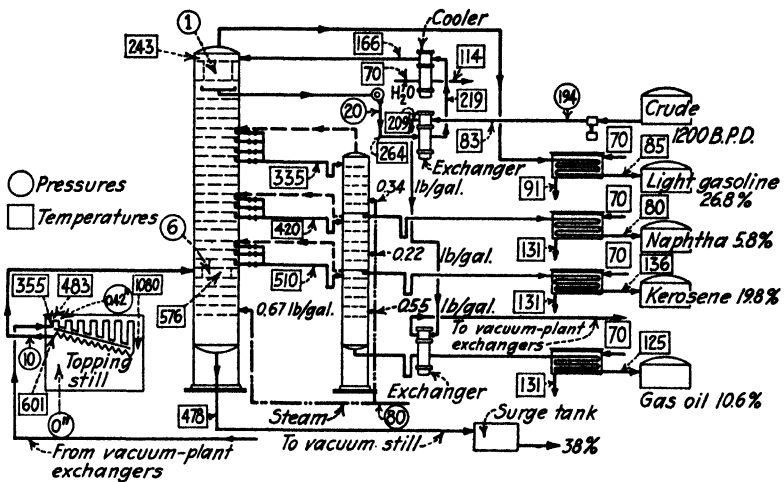 Cooler
1
243
166
70
H2O
114
219
20
209
264
194
83
Exchanger
Crude
1200 B.P.D.
70
85
91
Light gasoline
26.8%
Pressures
Temperatures
335
0.34 lb/gal.
70
80
131
Naphtha 5.8%
420
0.22 lb/gal.
6
510
576
70
136
131
Kerosene 19.8%
0.67 lb/gal.
0.55 lb/gal.
To vacuum-plant
exchangers
70
125
131
Gas oil 10.6%
Exchanger
355
483
1080
Topping
still
10
601
0"
478
Steam
80
Surge tank
To vacuum still
38%
From vacuum-plant
exchangers